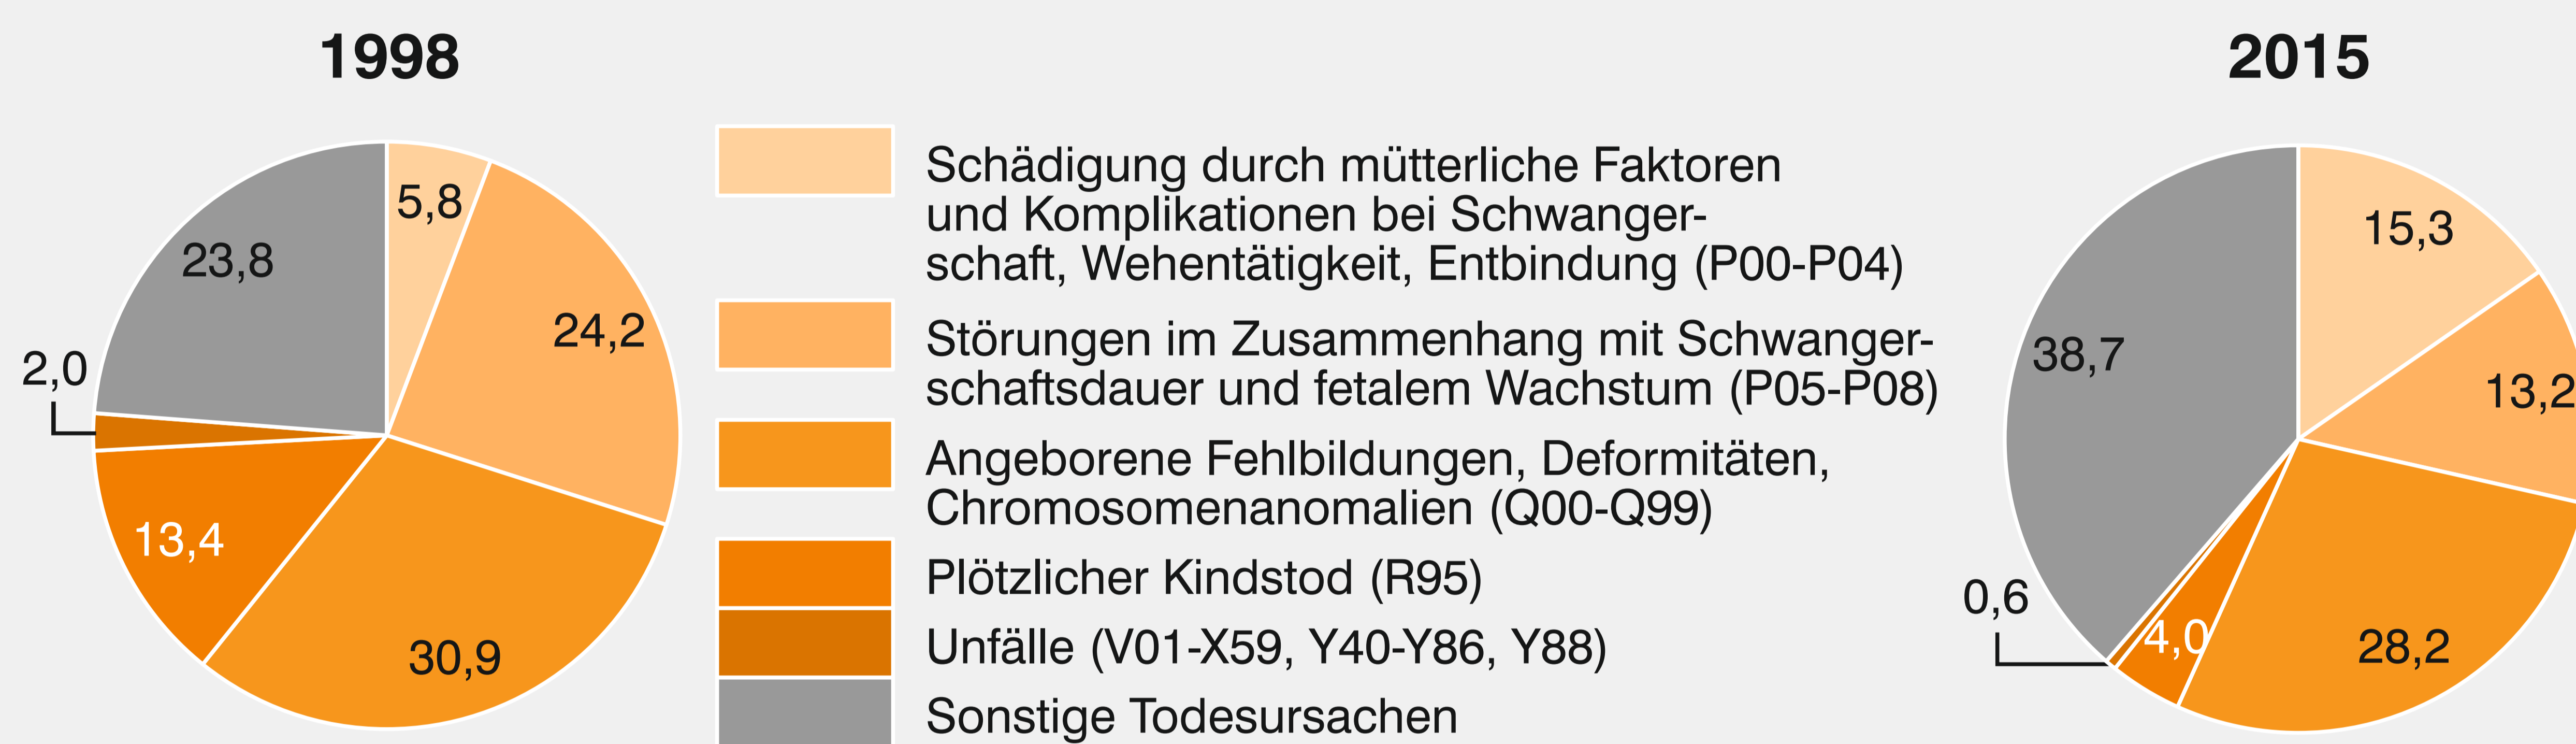 1998
5,8
24,2
30,9
13,4
2,0
23,8
Schädigung durch mütterliche Faktoren
und Komplikationen bei Schwanger-
schaft, Wehentätigkeit, Entbindung (P00-P04)
Störungen im Zusammenhang mit Schwanger-
schaftsdauer und fetalem Wachstum (P05-P08)
Angeborene Fehlbildungen, Deformitäten,
Chromosomenanomalien (Q00-Q99)
Plötzlicher Kindstod (R95)
Unfälle (V01-X59, Y40-Y86, Y88)
Sonstige Todesursachen
2015
15,3
13,2
28,2
4,0
0,6
38,7